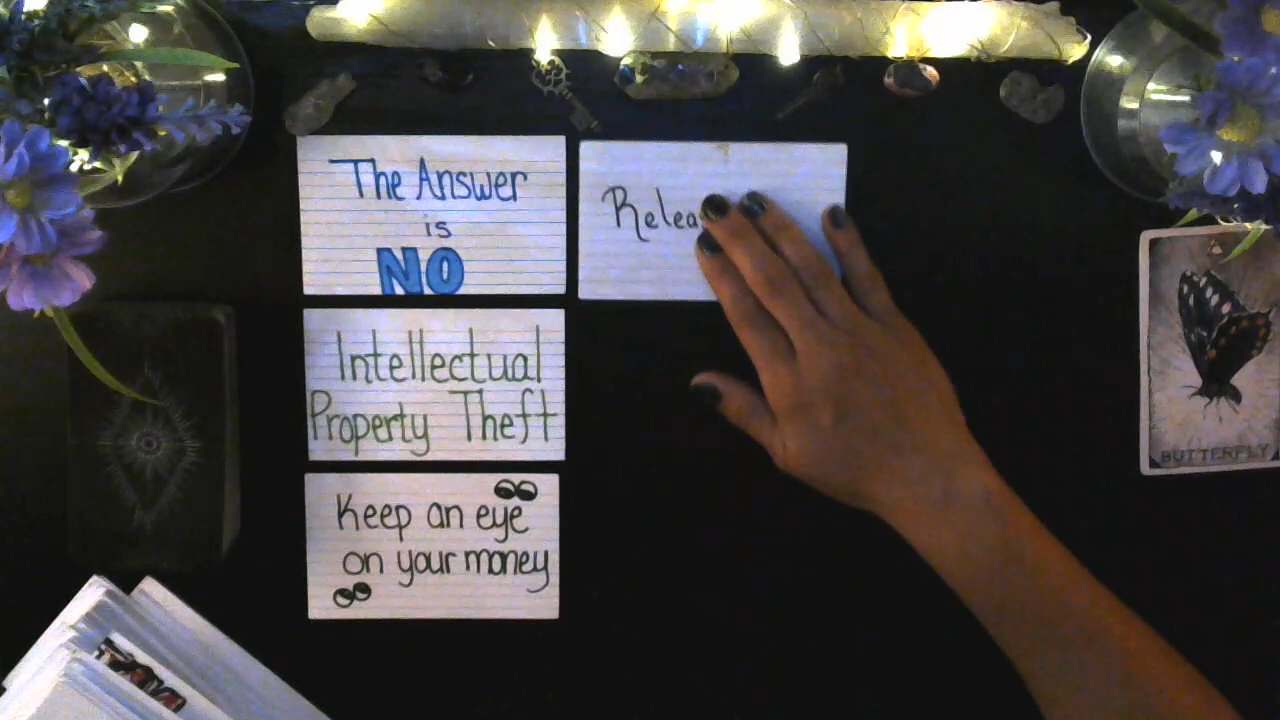 The Answer
is
NO
Intellectual
Property Theft
Keep an eye
on your money
BUTTERFLY